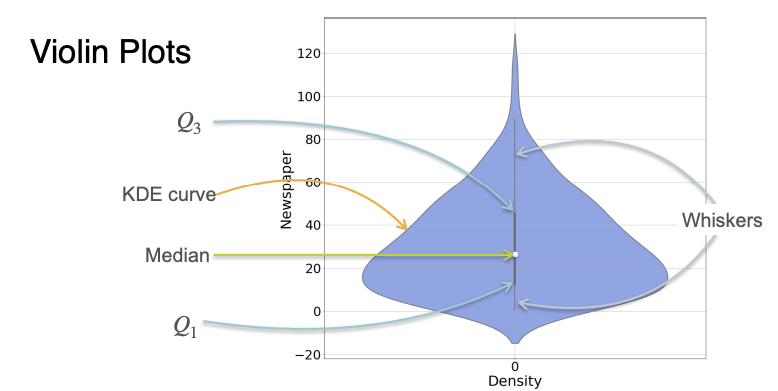 Violin Plots
Q3
KDE curve
Median
Q1
Whiskers
Newspaper
120
100
80
60
40
20
0
−20
0
Density